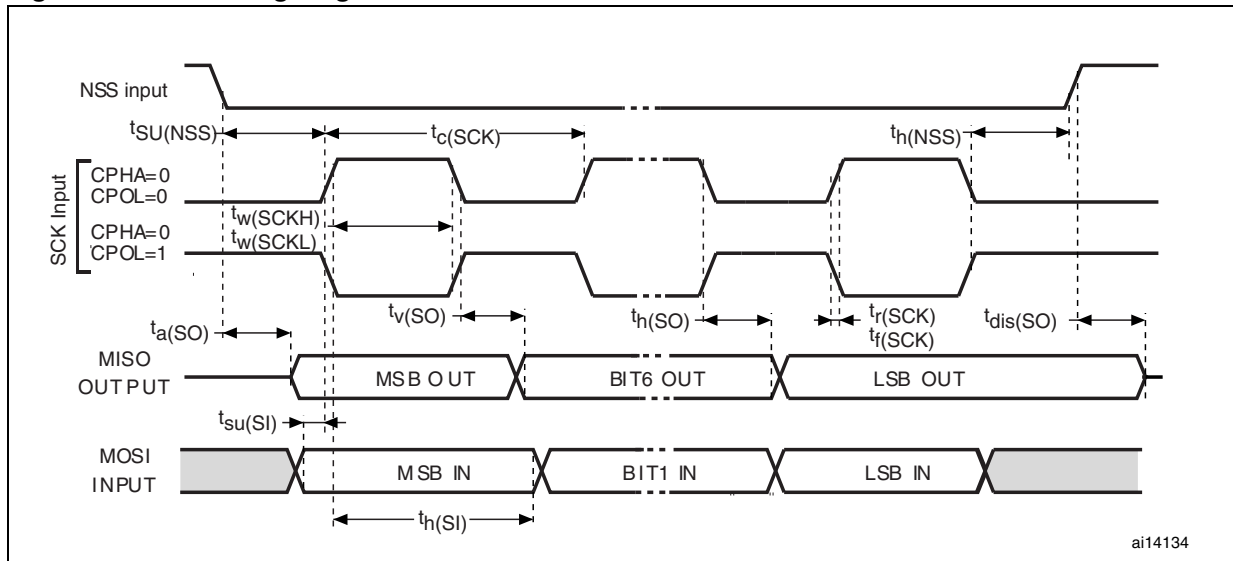 NSS input
tSU(NSS)
tc(SCK)
th(NSS)
SCK Input
CPHA=0
CPOL=0
tw(SCKH)
CPHA=0
tw(SCKL)
CPOL=1
tv(SO)
ta(SO)
th(SO)
tr(SCK)
tf(SCK)
tdis(SO)
MISO
OUTPUT
MSB OUT
BIT6 OUT
LSB OUT
tsu(SI)
MOSI
INPUT
MSB IN
BIT1 IN
LSB IN
th(SI)
ai14134